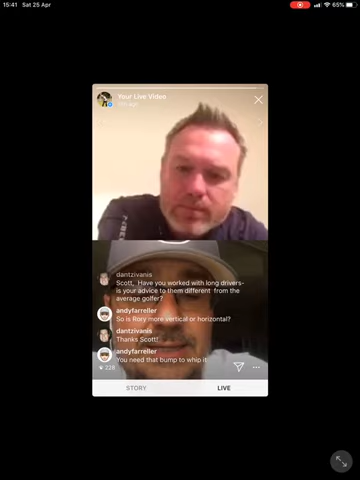 15:41 Sat 25 Apr
65%
Your Live Video
dantzivanis
Scott, Have you worked with long drivers-
is your advice to them different from the
average golfer?
andyfarreller
So is Rory more vertical or horizontal?
dantzivanis
Thanks Scott!
andyfarreller
You need that bump to whip it
228
STORY
LIVE